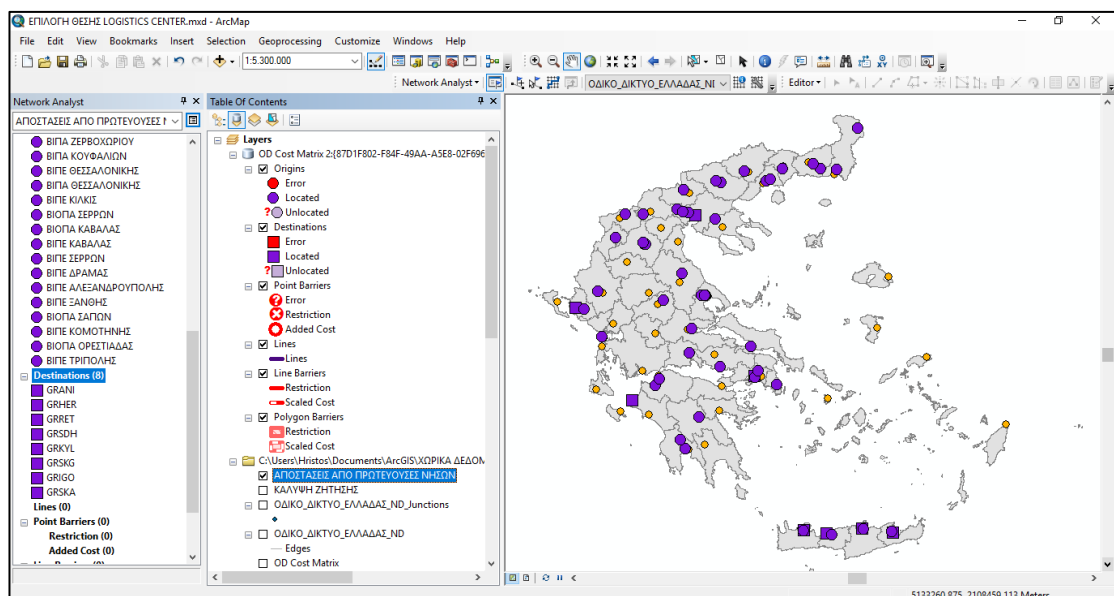 ΕΠΙΛΟΓΗ ΘΕΣΗΣ LOGISTICS CENTER.mxd - ArcMap
File Edit View Bookmarks Insert Selection Geoprocessing Customize Windows Help
1:5.300.000
Network Analyst
ΟΔΙΚΟ_ΔΙΚΤΥΟ_ΕΛΛΑΔΑΣ_NI
Editor
Network Analyst
ΑΠΟΣΤΑΣΕΙΣ ΑΠΟ ΠΡΩΤΕΥΟΥΣΕΣ Ν
ΒΙΠΑ ΖΕΡΒΟΧΩΡΙΟΥ
ΒΙΠΑ ΚΟΥΦΑΛΙΩΝ
ΒΙΠΕ ΘΕΣΣΑΛΟΝΙΚΗΣ
ΒΙΠΑ ΘΕΣΣΑΛΟΝΙΚΗΣ
ΒΙΠΕ ΚΙΛΚΙΣ
ΒΙΟΠΑ ΣΕΡΡΩΝ
ΒΙΟΠΑ ΚΑΒΑΛΑΣ
ΒΙΠΕ ΚΑΒΑΛΑΣ
ΒΙΠΕ ΣΕΡΡΩΝ
ΒΙΠΕ ΔΡΑΜΑΣ
ΒΙΠΕ ΑΛΕΞΑΝΔΡΟΥΠΟΛΗΣ
ΒΙΠΕ ΞΑΝΘΗΣ
ΒΙΟΠΑ ΣΑΠΩΝ
ΒΙΠΕ ΚΟΜΟΤΗΝΗΣ
ΒΙΟΠΑ ΟΡΕΣΤΙΑΔΑΣ
ΒΙΠΕ ΤΡΙΠΟΛΗΣ
Destinations (8)
GRANI
GRHER
GRRET
GRSDH
GRKYL
GRSKG
GRIGO
GRSKA
Lines (0)
Point Barriers (0)
Restriction (0)
Added Cost (0)
Table Of Contents
Layers
OD Cost Matrix 2:{87D1F802-F84F-49AA-A5E8-02F696
Origins
Error
Located
? Unlocated
Destinations
Error
Located
? Unlocated
Point Barriers
Error
Restriction
Added Cost
Lines
Lines
Line Barriers
Restriction
Scaled Cost
Polygon Barriers
Restriction
Scaled Cost
C:\Users\Hristos\Documents\ArcGIS\ΧΩΡΙΚΑ ΔΕΔΟΜ
ΑΠΟΣΤΑΣΕΙΣ ΑΠΟ ΠΡΩΤΕΥΟΥΣΕΣ ΝΗΣΩΝ
ΚΑΛΥΨΗ ΖΗΤΗΣΗΣ
ΟΔΙΚΟ_ΔΙΚΤΥΟ_ΕΛΛΑΔΑΣ_ND_Junctions
ΟΔΙΚΟ_ΔΙΚΤΥΟ_ΕΛΛΑΔΑΣ_ND
Edges
OD Cost Matrix
5133260,875 2108459,113 Meters